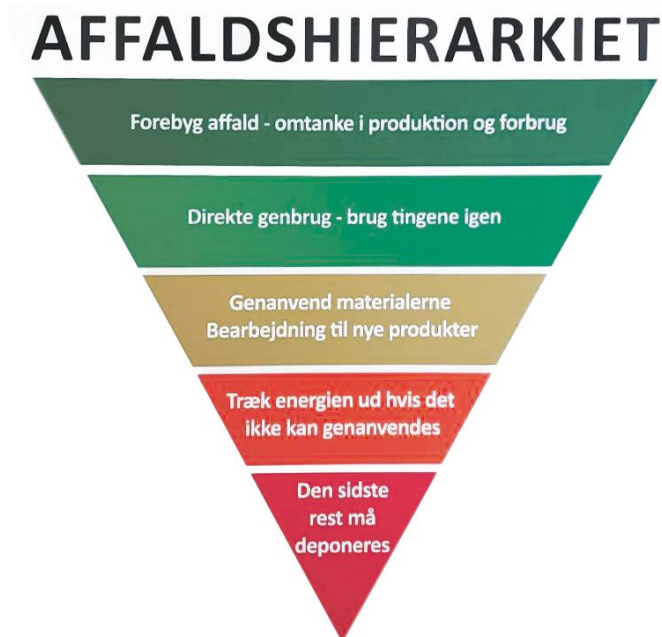 AFFALDSHIERARKIET
Forebyg affald - omtanke i produktion og forbrug
Direkte genbrug - brug tingene igen
Genanvend materialerne
Bearbejdning til nye produkter
Træk energien ud hvis det
ikke kan genanvendes
Den sidste
rest må
deponeres